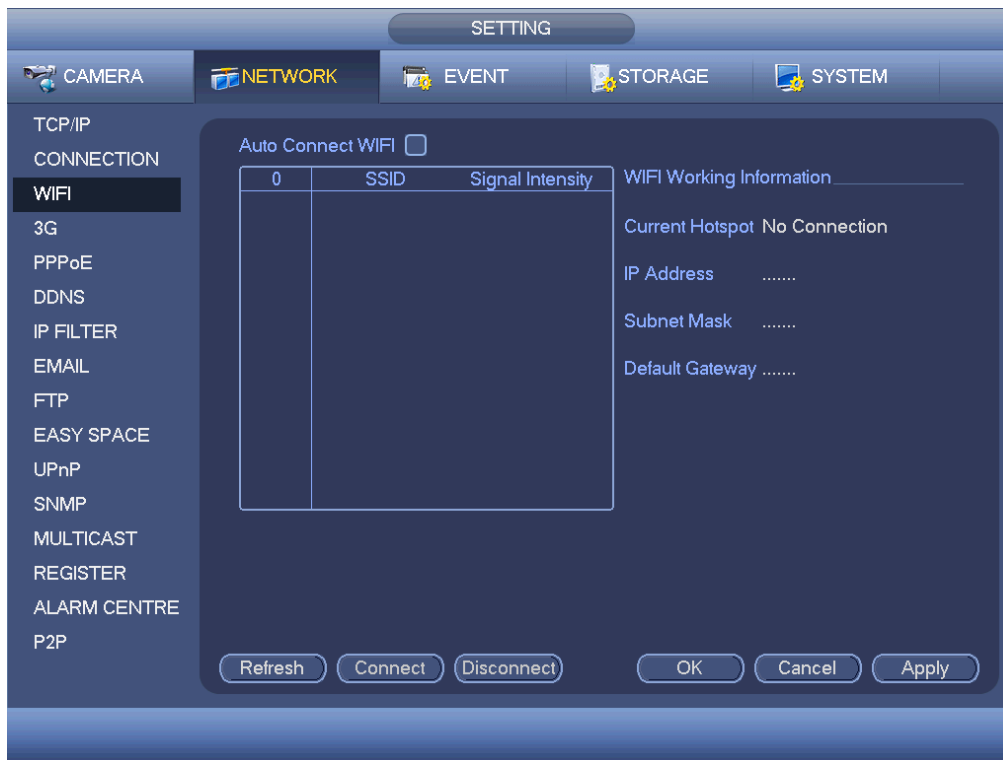 SETTING
CAMERA NETWORK EVENT STORAGE SYSTEM
TCP/IP
CONNECTION
WIFI
3G
PPPoE
DDNS
IP FILTER
EMAIL
FTP
EASY SPACE
UPnP
SNMP
MULTICAST
REGISTER
ALARM CENTRE
P2P
Auto Connect WIFI
0 SSID Signal Intensity
WIFI Working Information
Current Hotspot No Connection
IP Address .......
Subnet Mask .......
Default Gateway .......
Refresh Connect Disconnect OK Cancel Apply